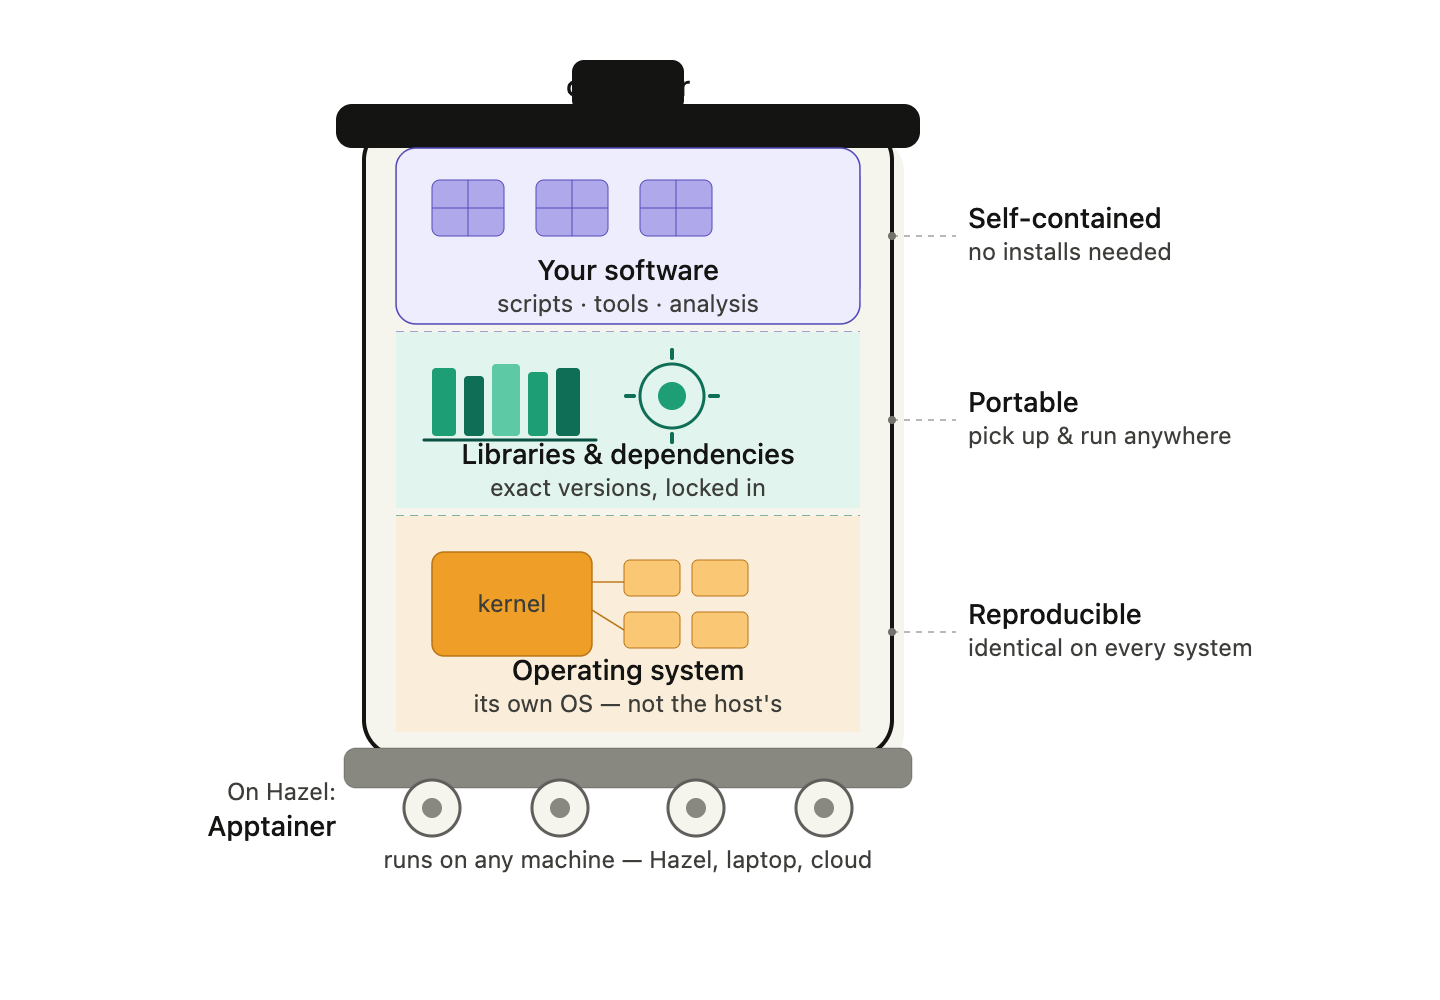 Your software
scripts · tools · analysis
Self-contained
no installs needed
Libraries & dependencies
exact versions, locked in
Portable
pick up & run anywhere
kernel
Operating system
its own OS — not the host's
Reproducible
identical on every system
On Hazel:
Apptainer
runs on any machine — Hazel, laptop, cloud